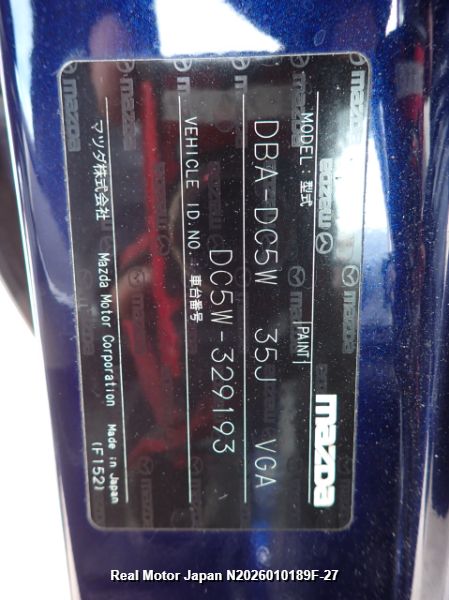 mazda
MODEL : 型式 PAINT
DBA-DC5W 35J VGA
VEHICLE ID.NO. : 車台番号
DC5W-329193
マツダ株式会社 Mazda Motor Corporation Made in Japan
(F152)
Real Motor Japan N2026010189F-27